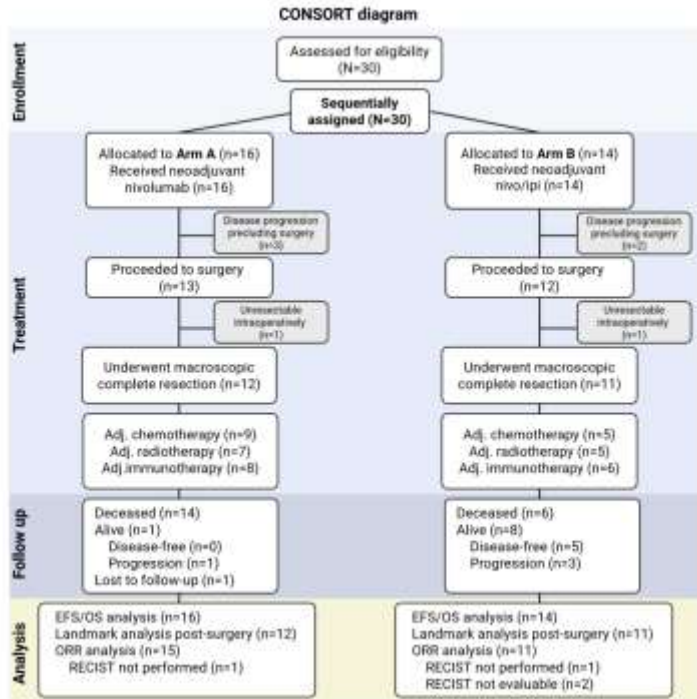 CONSORT diagram
Enrollment
Assessed for eligibility
(N=30)
Sequentially
assigned (N=30)
Treatment
Allocated to Arm A (n=16)
Received neoadjuvant
nivolumab (n=16)
Allocated to Arm B (n=14)
Received neoadjuvant
nivo/ipi (n=14)
Disease progression
precluding surgery
(n=3)
Disease progression
precluding surgery
(n=2)
Proceeded to surgery
(n=13)
Proceeded to surgery
(n=12)
Unresectable
intraoperatively
(n=1)
Unresectable
intraoperatively
(n=1)
Underwent macroscopic
complete resection (n=12)
Underwent macroscopic
complete resection (n=11)
Adj. chemotherapy (n=9)
Adj. radiotherapy (n=7)
Adj.immunotherapy (n=8)
Adj. chemotherapy (n=5)
Adj. radiotherapy (n=5)
Adj. immunotherapy (n=6)
Follow up
Deceased (n=14)
Alive (n=1)
Disease-free (n=0)
Progression (n=1)
Lost to follow-up (n=1)
Deceased (n=6)
Alive (n=8)
Disease-free (n=5)
Progression (n=3)
Analysis
EFS/OS analysis (n=16)
Landmark analysis post-surgery (n=12)
ORR analysis (n=15)
RECIST not performed (n=1)
EFS/OS analysis (n=14)
Landmark analysis post-surgery (n=11)
ORR analysis (n=11)
RECIST not performed (n=1)
RECIST not evaluable (n=2)